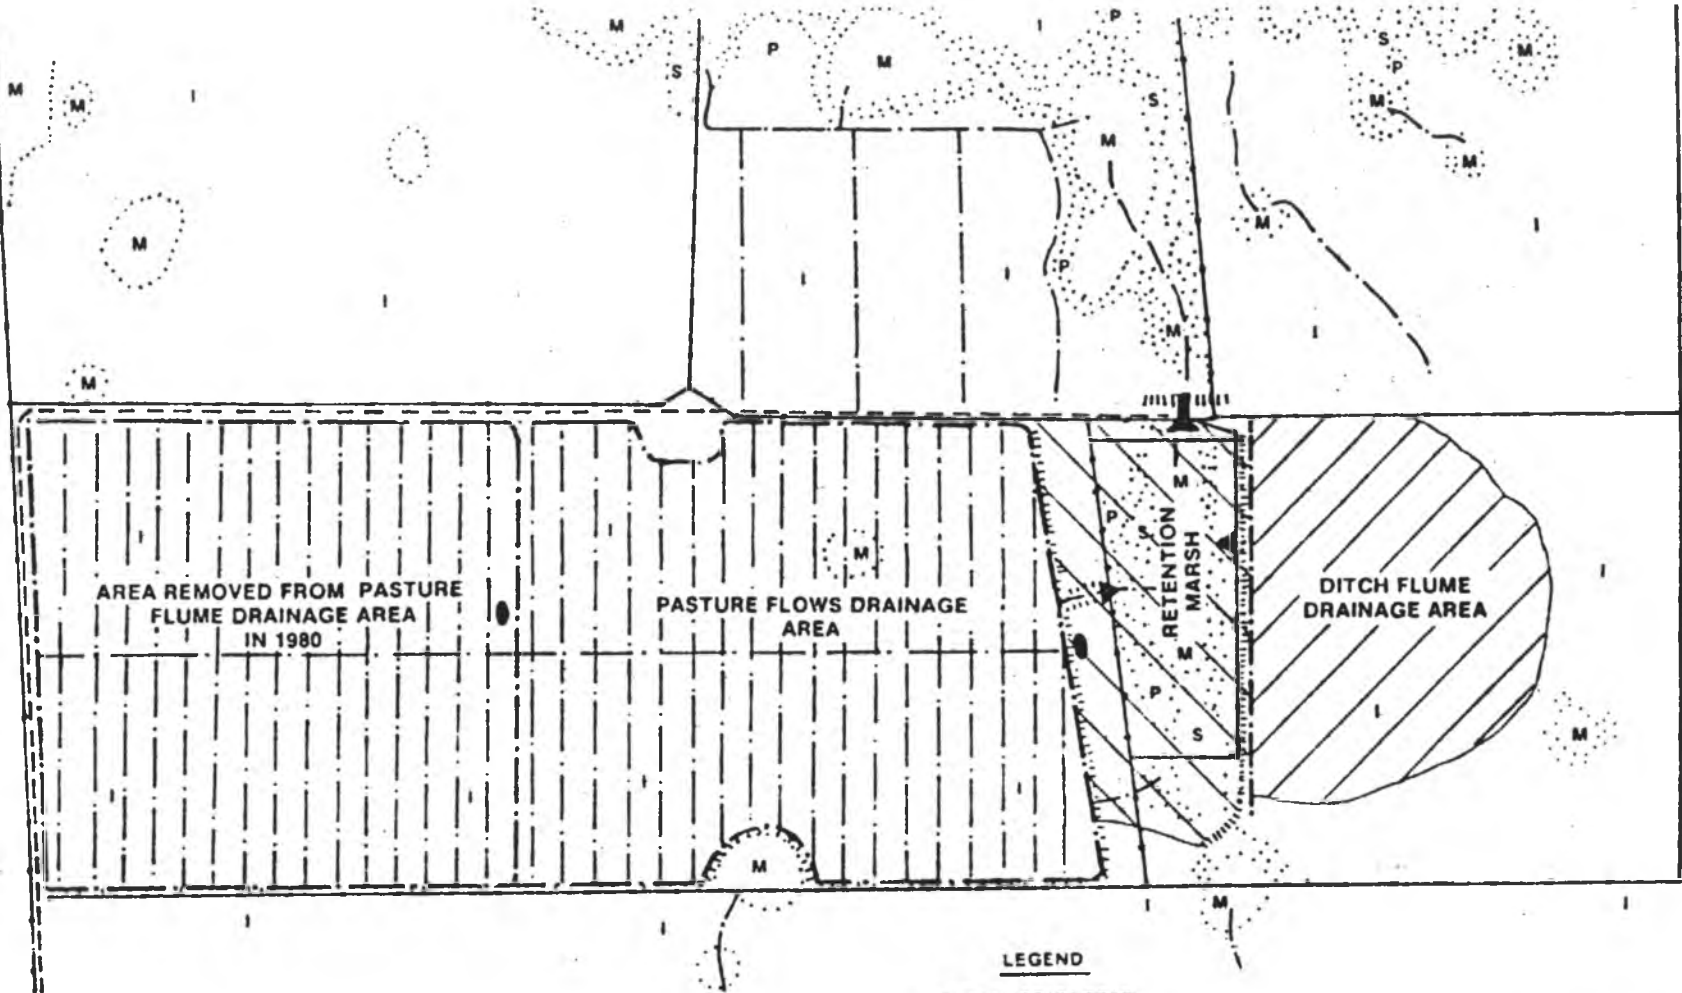 M
P
I
P
M
S
M
S
P
M
S
M
M
I
S
M
M
M
M
M
I
M
I
P
I
I
I
M
I
M
M
P
S
M
RETENTION
MARSH
M
P
S
I
I
AREA REMOVED FROM PASTURE
FLUME DRAINAGE AREA
IN 1980
PASTURE FLOWS DRAINAGE
AREA
DITCH FLUME
DRAINAGE AREA
I
I
M
I
I
I
I
M
I
I
I
M
I
LEGEND